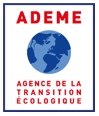 ADEME
AGENCE DE LA
TRANSITION
ÉCOLOGIQUE